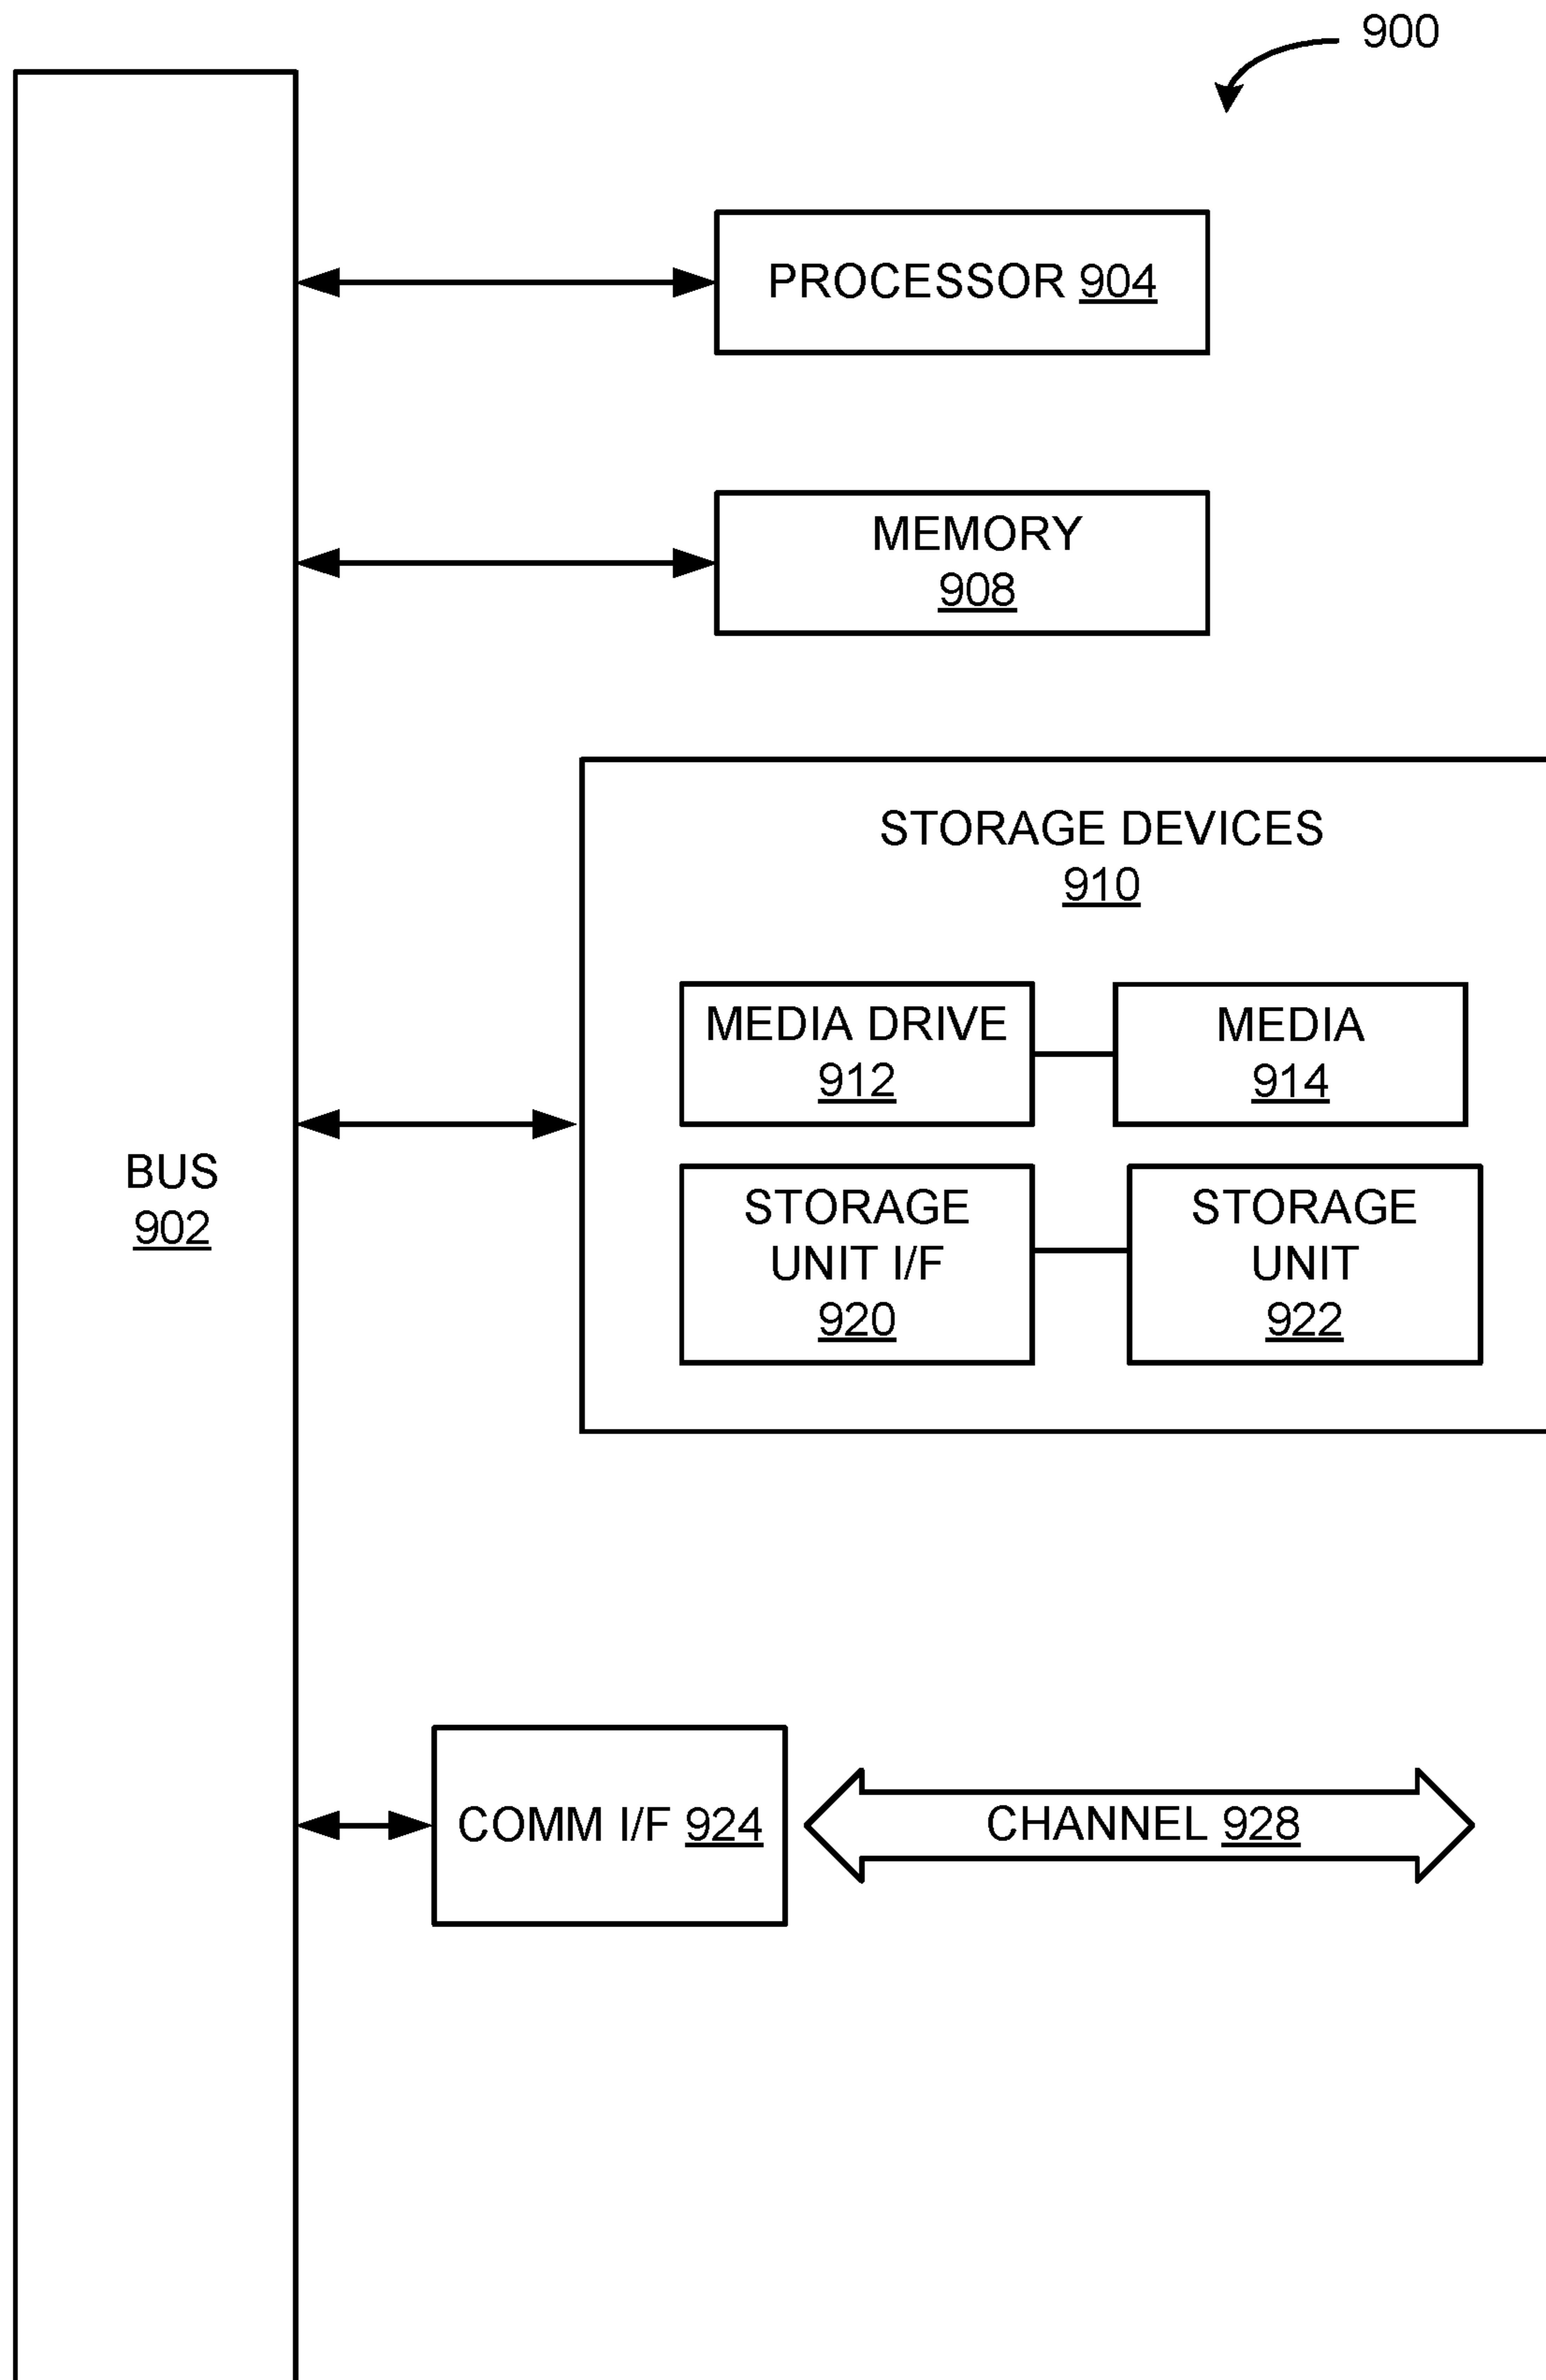 900
PROCESSOR 904
MEMORY
908
STORAGE DEVICES
910
MEDIA DRIVE
912
MEDIA
914
BUS
902
STORAGE
UNIT I/F
920
STORAGE
UNIT
922
COMM I/F 924
CHANNEL 928